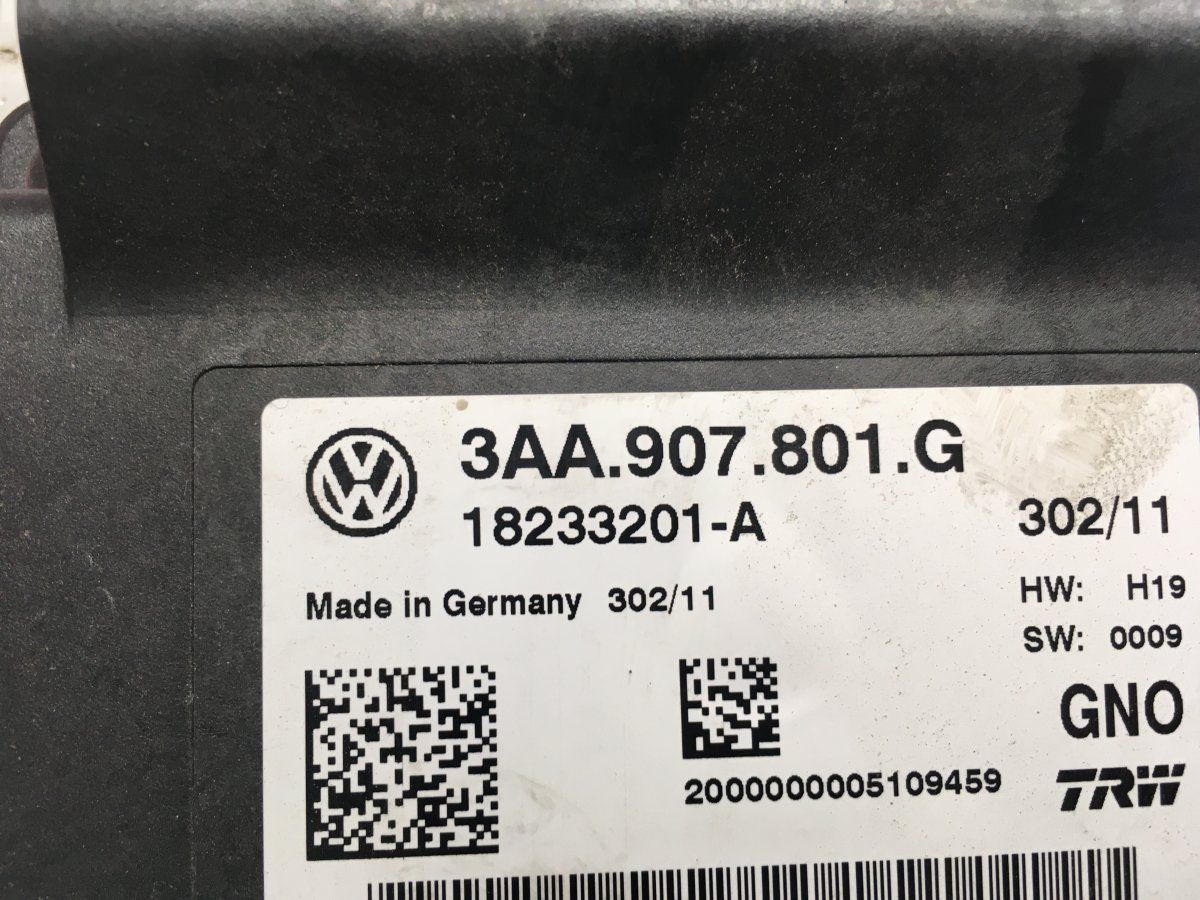 3AA.907.801.G
18233201-A 302/11
Made in Germany 302/11
HW: H19
SW: 0009
GNO
2000000005109459
TRW